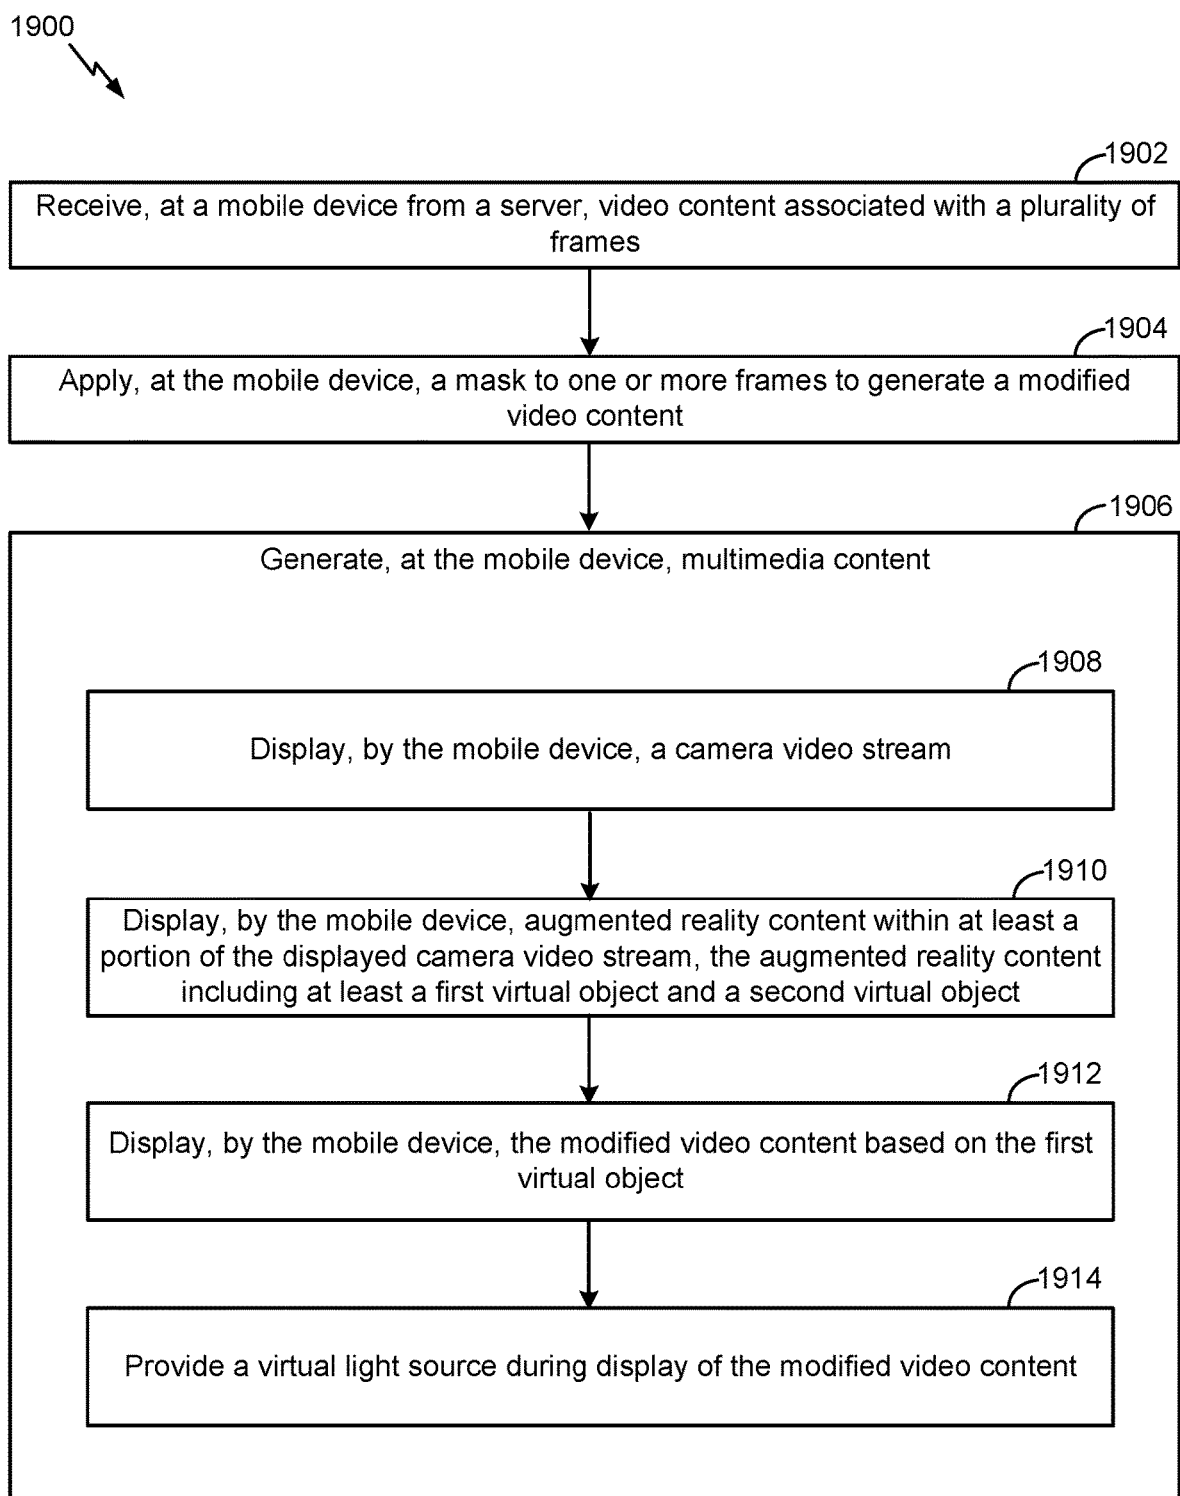 1900
1902
Receive, at a mobile device from a server, video content associated with a plurality of
frames
1904
Apply, at the mobile device, a mask to one or more frames to generate a modified
video content
1906
Generate, at the mobile device, multimedia content
1908
Display, by the mobile device, a camera video stream
1910
Display, by the mobile device, augmented reality content within at least a
portion of the displayed camera video stream, the augmented reality content
including at least a first virtual object and a second virtual object
1912
Display, by the mobile device, the modified video content based on the first
virtual object
1914
Provide a virtual light source during display of the modified video content